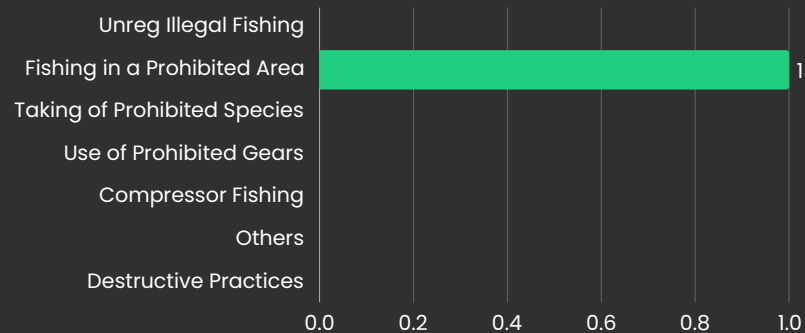 Unreg Illegal Fishing
Fishing in a Prohibited Area
1
Taking of Prohibited Species
Use of Prohibited Gears
Compressor Fishing
Others
Destructive Practices
0.0 0.2 0.4 0.6 0.8 1.0